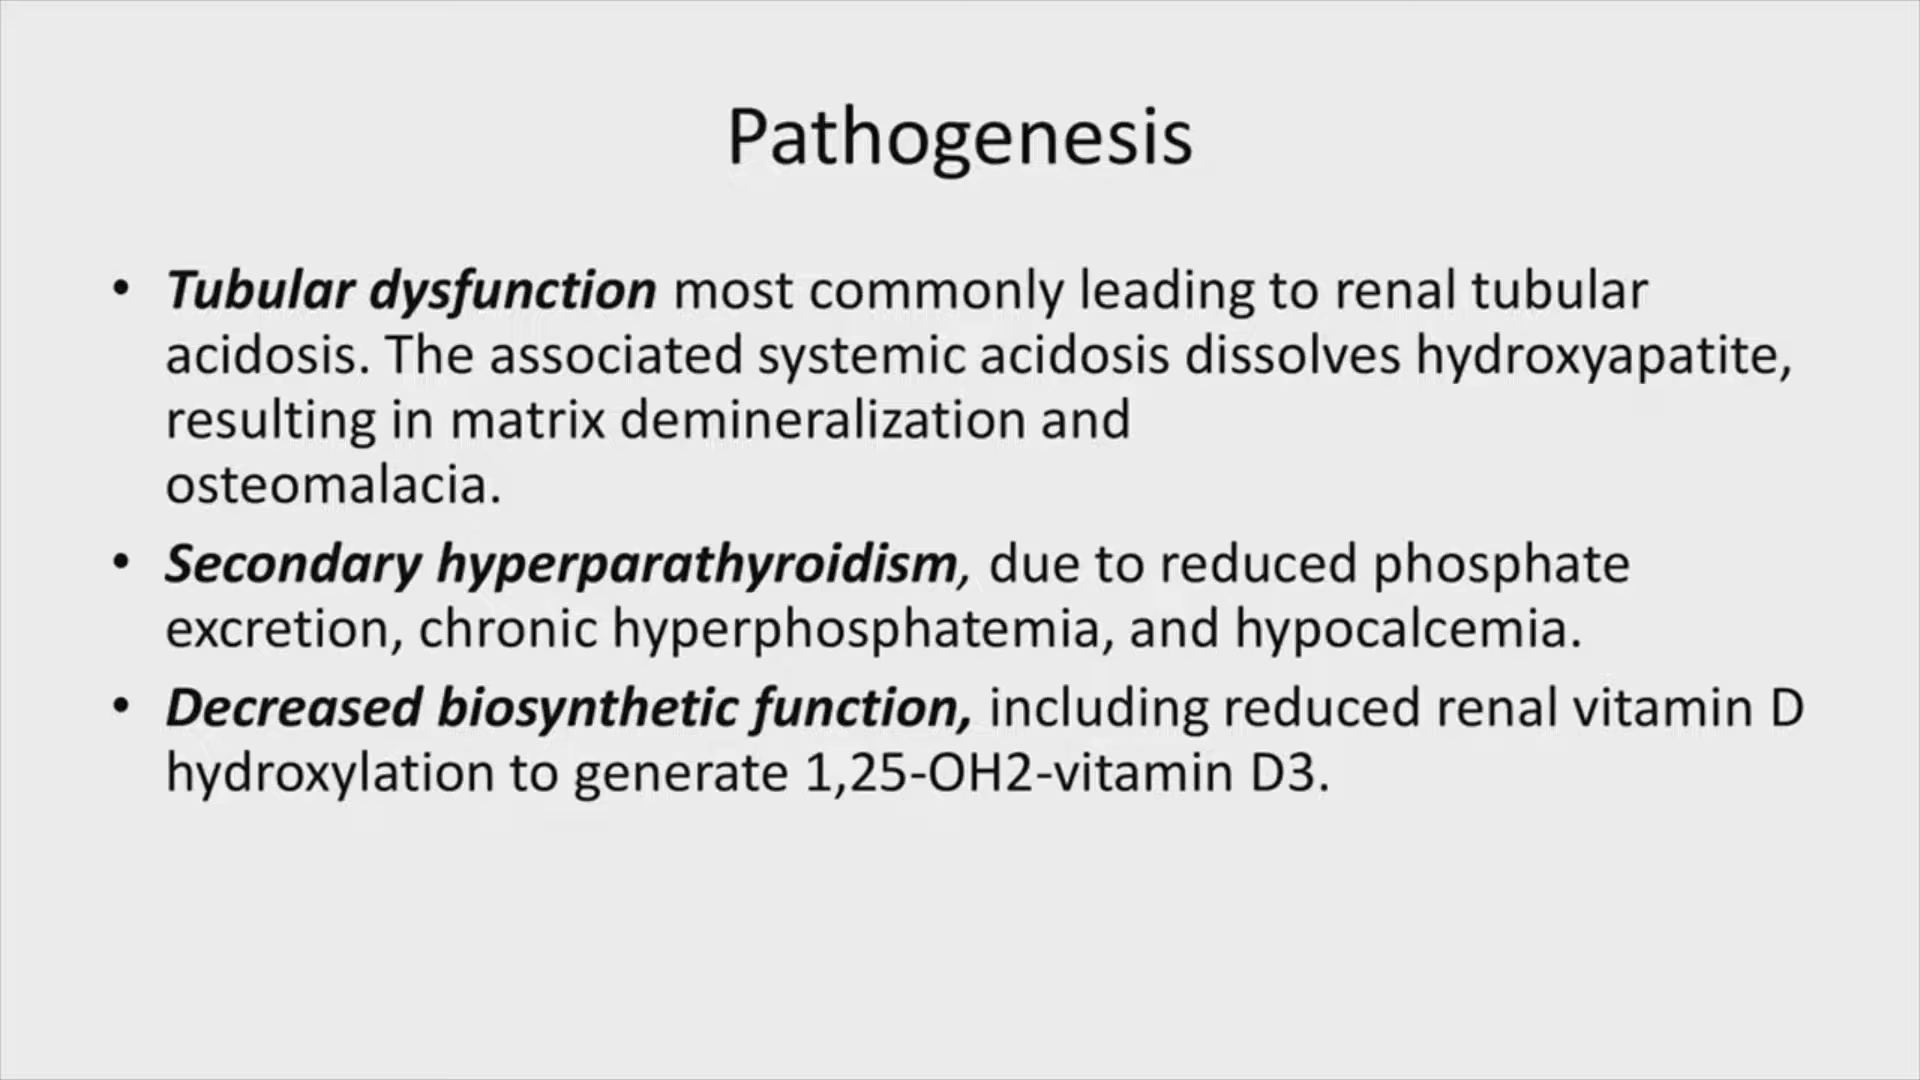 Pathogenesis
• Tubular dysfunction most commonly leading to renal tubular
acidosis. The associated systemic acidosis dissolves hydroxyapatite,
resulting in matrix demineralization and
osteomalacia.
• Secondary hyperparathyroidism, due to reduced phosphate
excretion, chronic hyperphosphatemia, and hypocalcemia.
• Decreased biosynthetic function, including reduced renal vitamin D
hydroxylation to generate 1,25-OH2-vitamin D3.